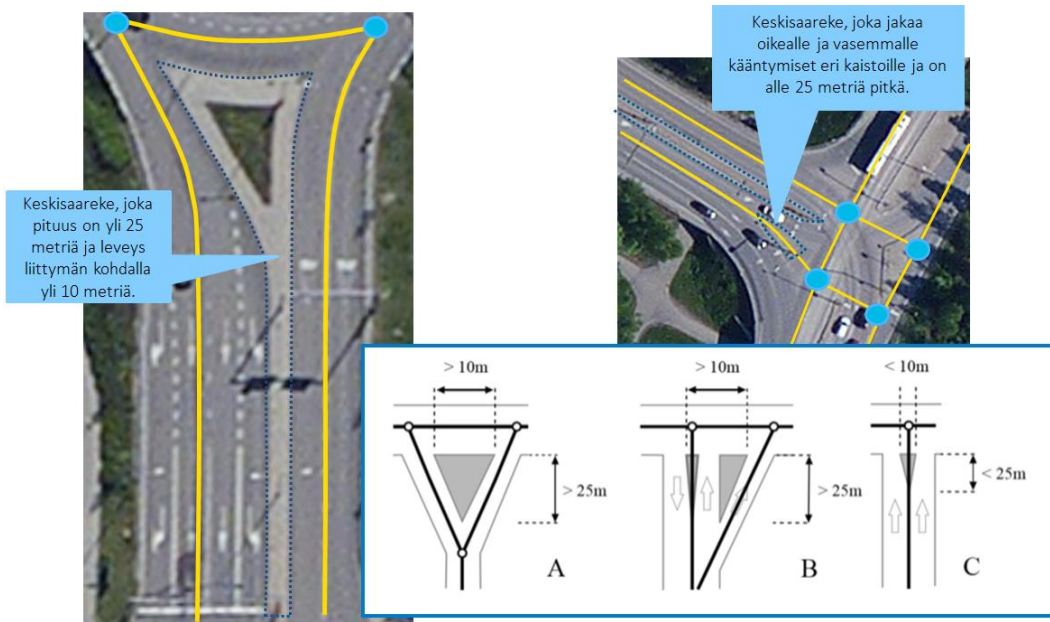 Keskisaareke, joka jakaa
oikealle ja vasemmalle
kääntymiset eri kaistoille ja on
alle 25 metriä pitkä.
Keskisaareke, joka
pituus on yli 25
metriä ja leveys
liittymän kohdalla
yli 10 metriä.
> 10m
> 25m
A
> 10m
> 25m
B
< 10m
< 25m
C